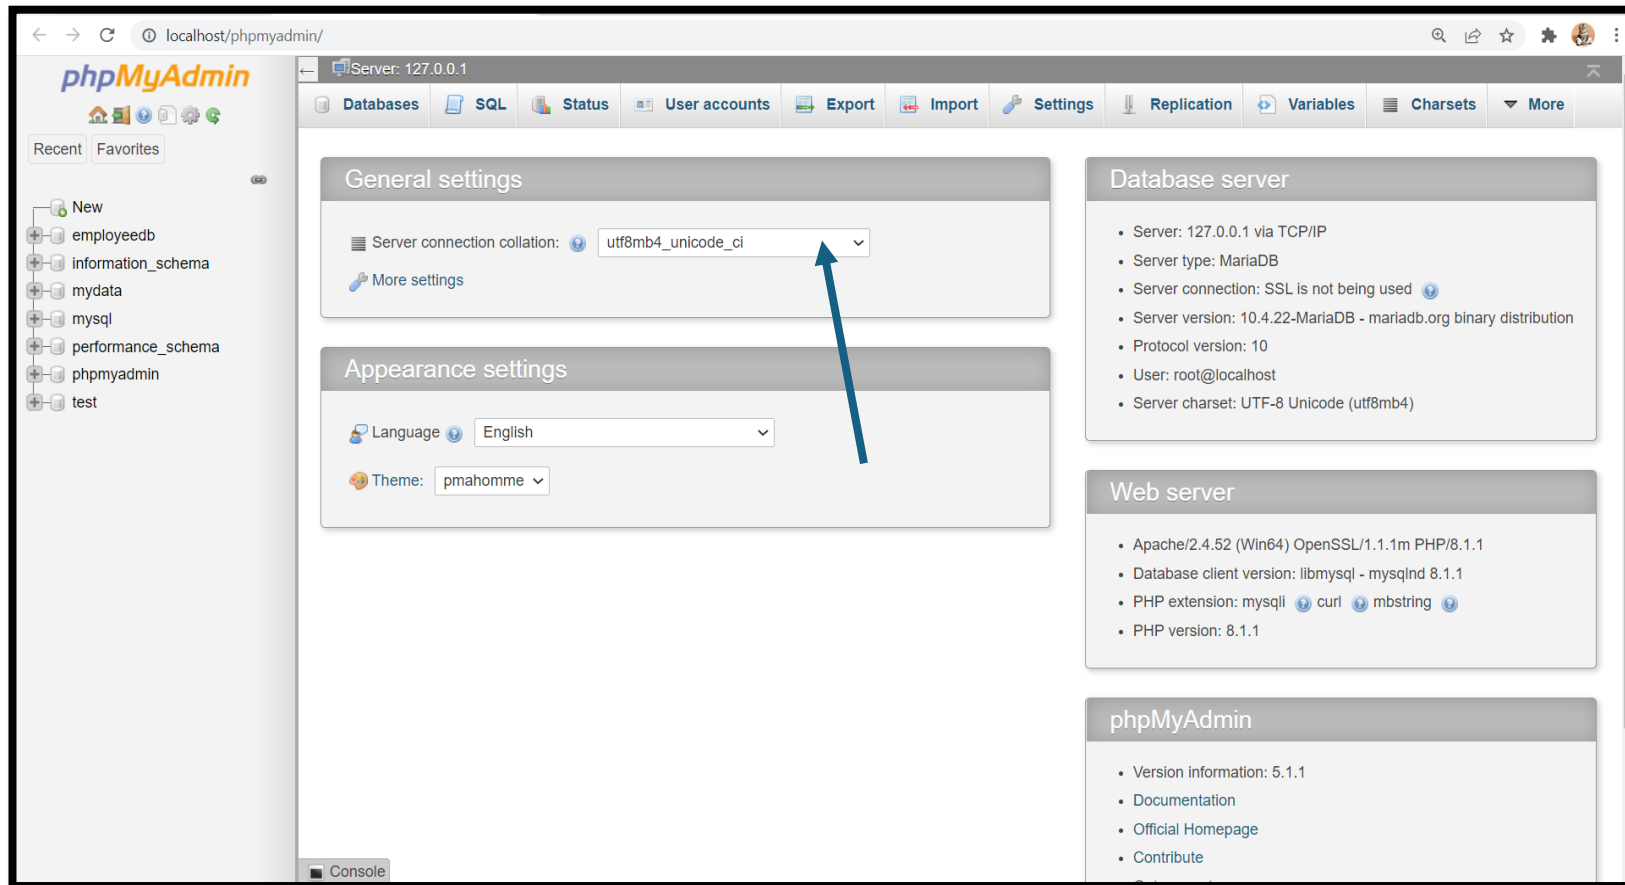 localhost/phpmyadmin/
phpMyAdmin
Recent Favorites
New
employeedb
information_schema
mydata
mysql
performance_schema
phpmyadmin
test
Server: 127.0.0.1
Databases SQL Status User accounts Export Import Settings Replication Variables Charsets More
General settings
Server connection collation: utf8mb4_unicode_ci
More settings
Appearance settings
Language English
Theme: pmahomme
Database server
Server: 127.0.0.1 via TCP/IP
Server type: MariaDB
Server connection: SSL is not being used
Server version: 10.4.22-MariaDB - mariadb.org binary distribution
Protocol version: 10
User: root@localhost
Server charset: UTF-8 Unicode (utf8mb4)
Web server
Apache/2.4.52 (Win64) OpenSSL/1.1.1m PHP/8.1.1
Database client version: libmysql - mysqlnd 8.1.1
PHP extension: mysqli curl mbstring
PHP version: 8.1.1
phpMyAdmin
Version information: 5.1.1
Documentation
Official Homepage
Contribute
Console